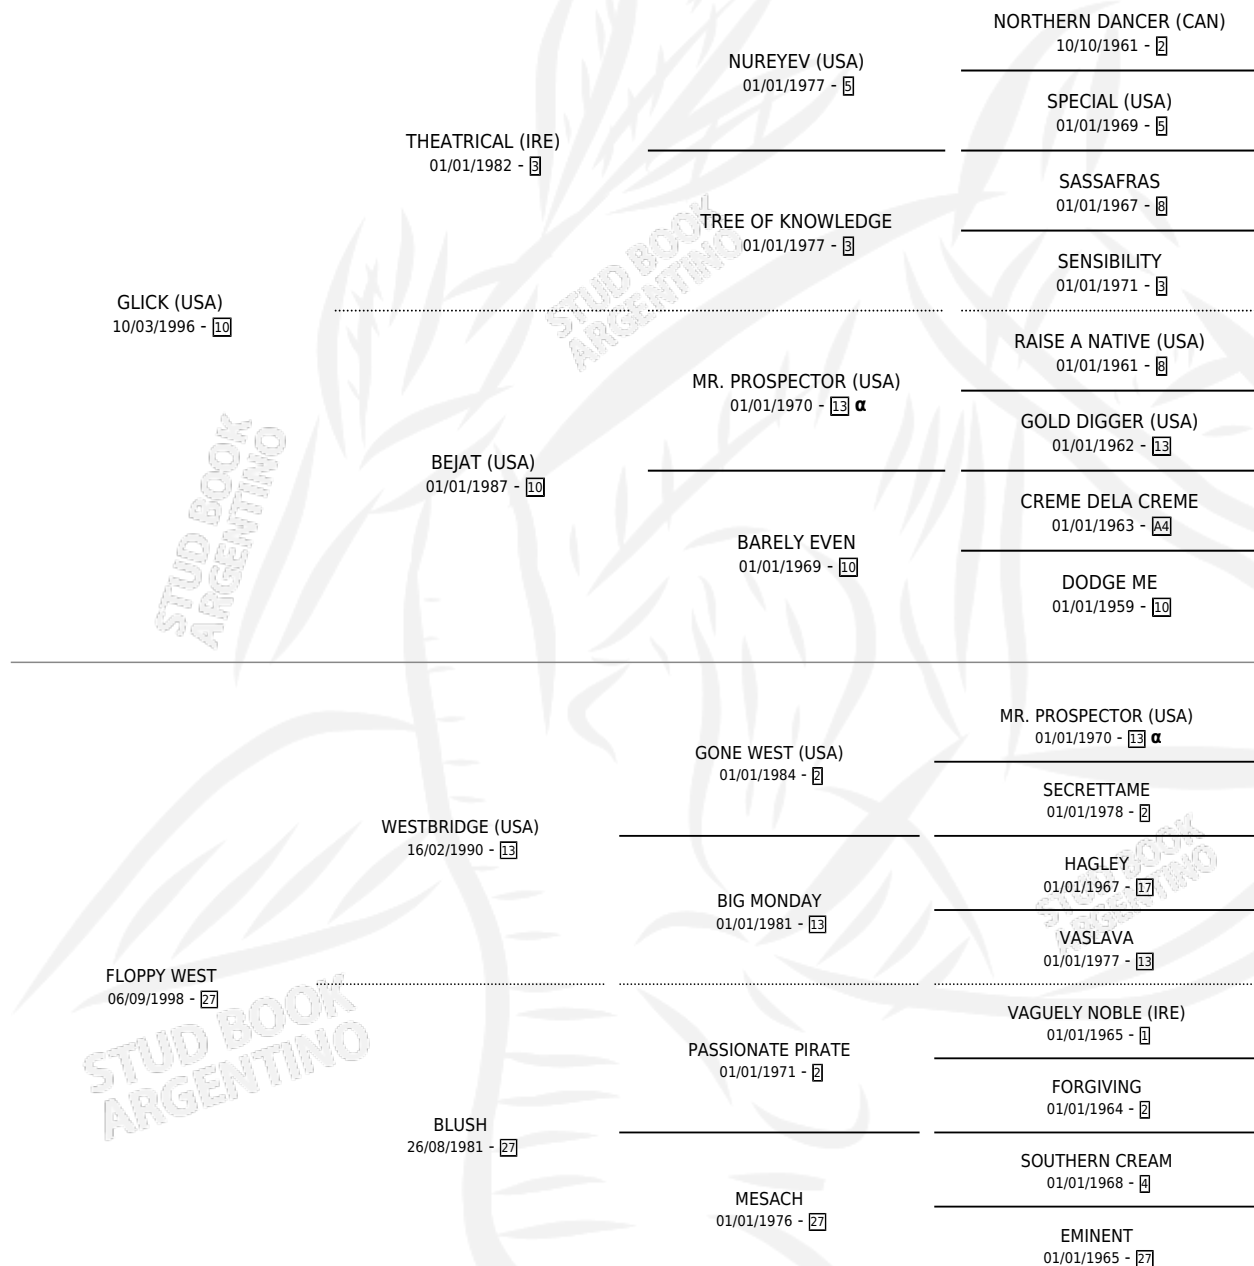 NORTHERN DANCER (CAN)
10/10/1961 - 2
NUREYEV (USA)
01/01/1977 - 5
SPECIAL (USA)
01/01/1969 - 5
THEATRICAL (IRE)
01/01/1982 - 3
SASSAFRAS
01/01/1967 - 8
TREE OF KNOWLEDGE
01/01/1977 - 3
SENSIBILITY
01/01/1971 - 3
GLICK (USA)
10/03/1996 - 10
RAISE A NATIVE (USA)
01/01/1961 - 8
MR. PROSPECTOR (USA)
01/01/1970 - 13 α
GOLD DIGGER (USA)
01/01/1962 - 13
BEJAT (USA)
01/01/1987 - 10
CREME DELA CREME
01/01/1963 - A4
BARELY EVEN
01/01/1969 - 10
DODGE ME
01/01/1959 - 10
MR. PROSPECTOR (USA)
01/01/1970 - 13 α
GONE WEST (USA)
01/01/1984 - 2
SECRETTAME
01/01/1978 - 2
WESTBRIDGE (USA)
16/02/1990 - 13
HAGLEY
01/01/1967 - 17
BIG MONDAY
01/01/1981 - 13
VASLAVA
01/01/1977 - 13
FLOPPY WEST
06/09/1998 - 27
VAGUELY NOBLE (IRE)
01/01/1965 - 1
PASSIONATE PIRATE
01/01/1971 - 2
FORGIVING
01/01/1964 - 2
BLUSH
26/08/1981 - 27
SOUTHERN CREAM
01/01/1968 - 4
MESACH
01/01/1976 - 27
EMINENT
01/01/1965 - 27
STUD BOOK
ARGENTINO
STUD BOOK
ARGENTINO
STUD BOOK
ARGENTINO
STUD BOOK
ARGENTINO